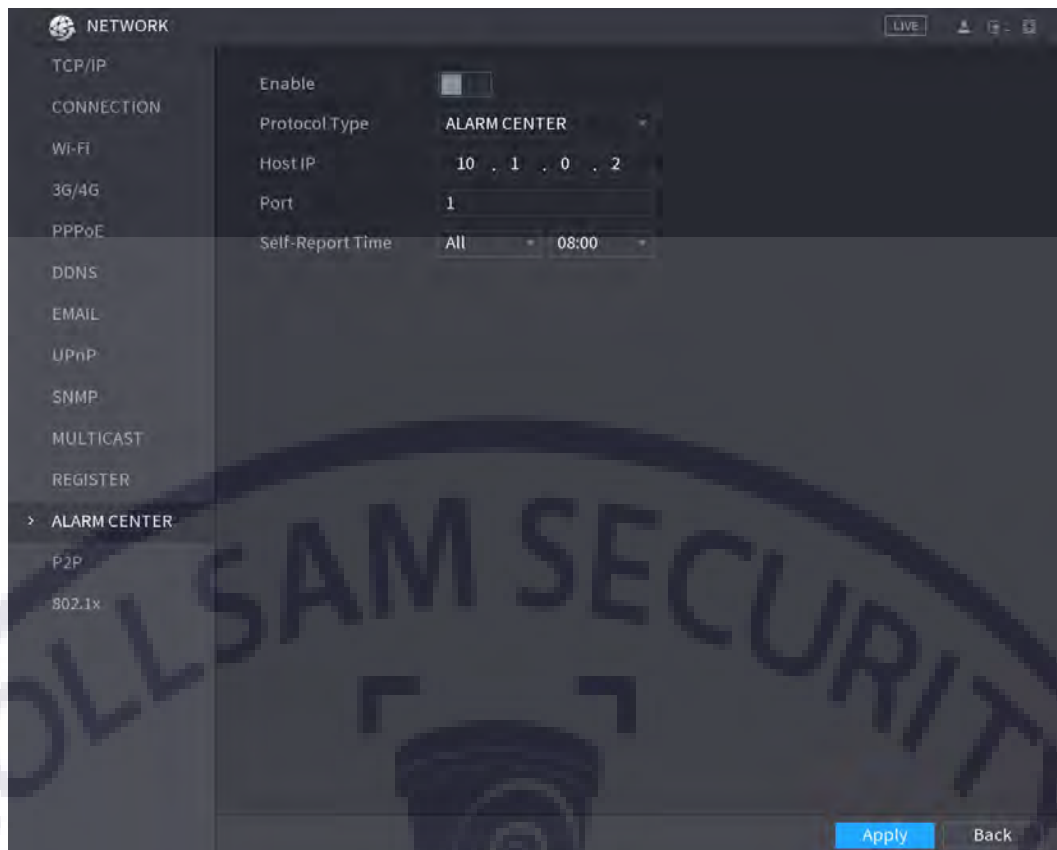 NETWORK
LIVE
TCP/IP
CONNECTION
Wi-Fi
3G/4G
PPPoE
DDNS
EMAIL
UPnP
SNMP
MULTICAST
REGISTER
> ALARM CENTER
P2P
802.1x
Enable
Protocol Type ALARM CENTER
Host IP 10 . 1 . 0 . 2
Port 1
Self-Report Time All 08:00
OLLSAM SECURIT
Apply Back